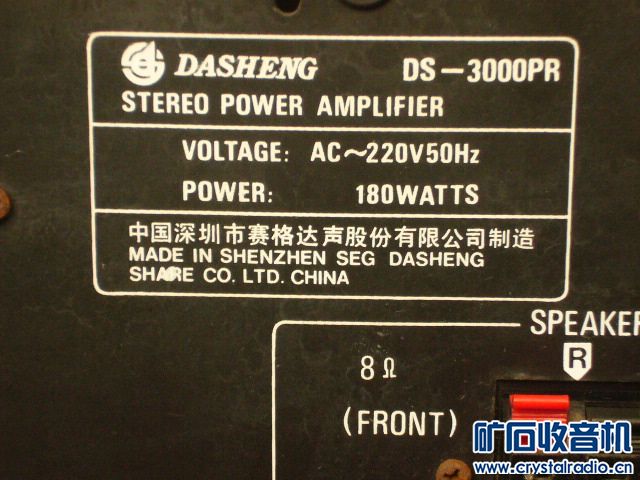 DASHENG DS-3000PR
STEREO POWER AMPLIFIER
VOLTAGE: AC~220V50Hz
POWER: 180WATTS
中国深圳市赛格达声股份有限公司制造
MADE IN SHENZHEN SEG DASHENG
SHARE CO. LTD. CHINA
SPEAKER
R
8Ω
(FRONT)
矿石收音机
www.crystalradio.cn